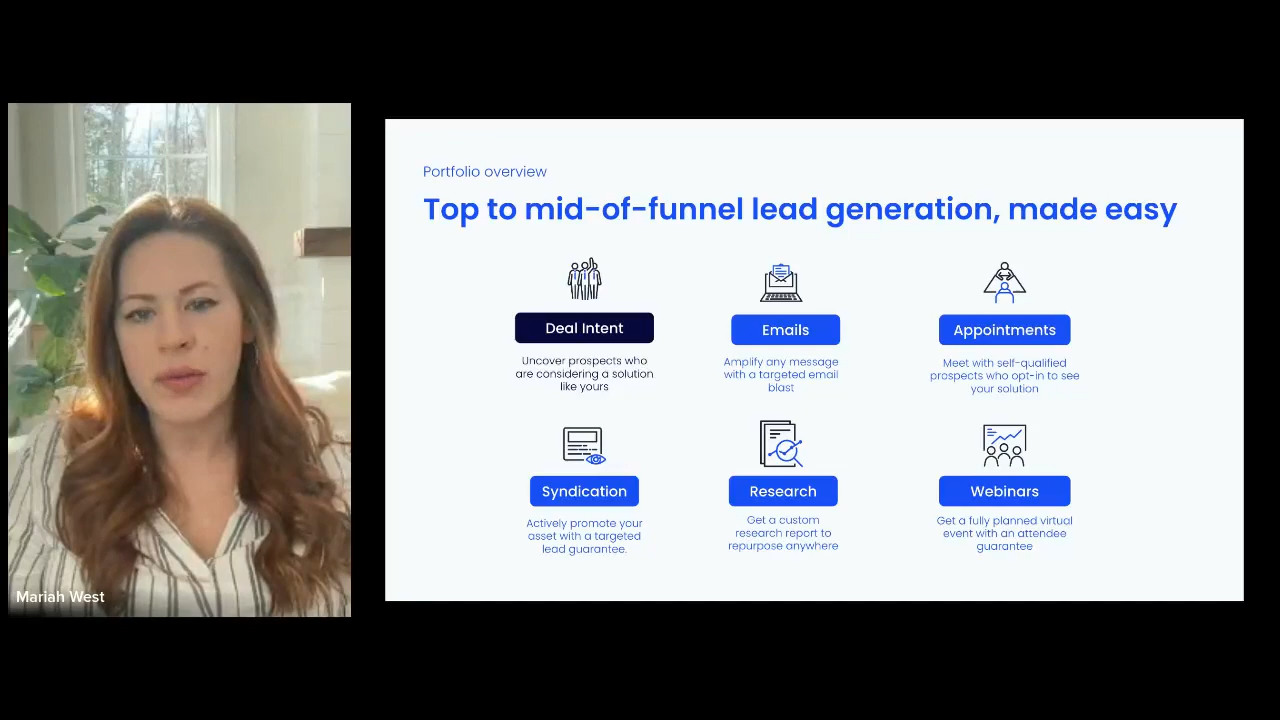 Portfolio overview
Top to mid-of-funnel lead generation, made easy
Deal Intent
Uncover prospects who
are considering a solution
like yours
Emails
Amplify any message
with a targeted email
blast
Appointments
Meet with self-qualified
prospects who opt-in to see
your solution
Syndication
Actively promote your
asset with a targeted
lead guarantee.
Research
Get a custom
research report to
repurpose anywhere
Webinars
Get a fully planned virtual
event with an attendee
guarantee
Mariah West